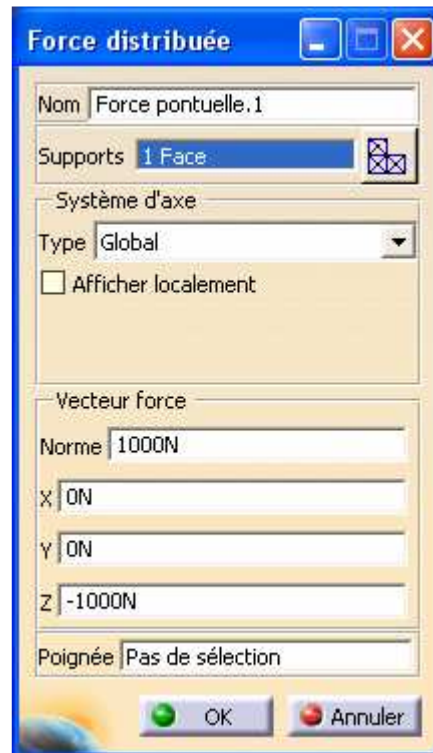 Force distribuée
Nom Force pontuelle.1
Supports 1 Face
Système d'axe
Type Global
Afficher localement
Vecteur force
Norme 1000N
X 0N
Y 0N
Z -1000N
Poignée Pas de sélection
OK Annuler